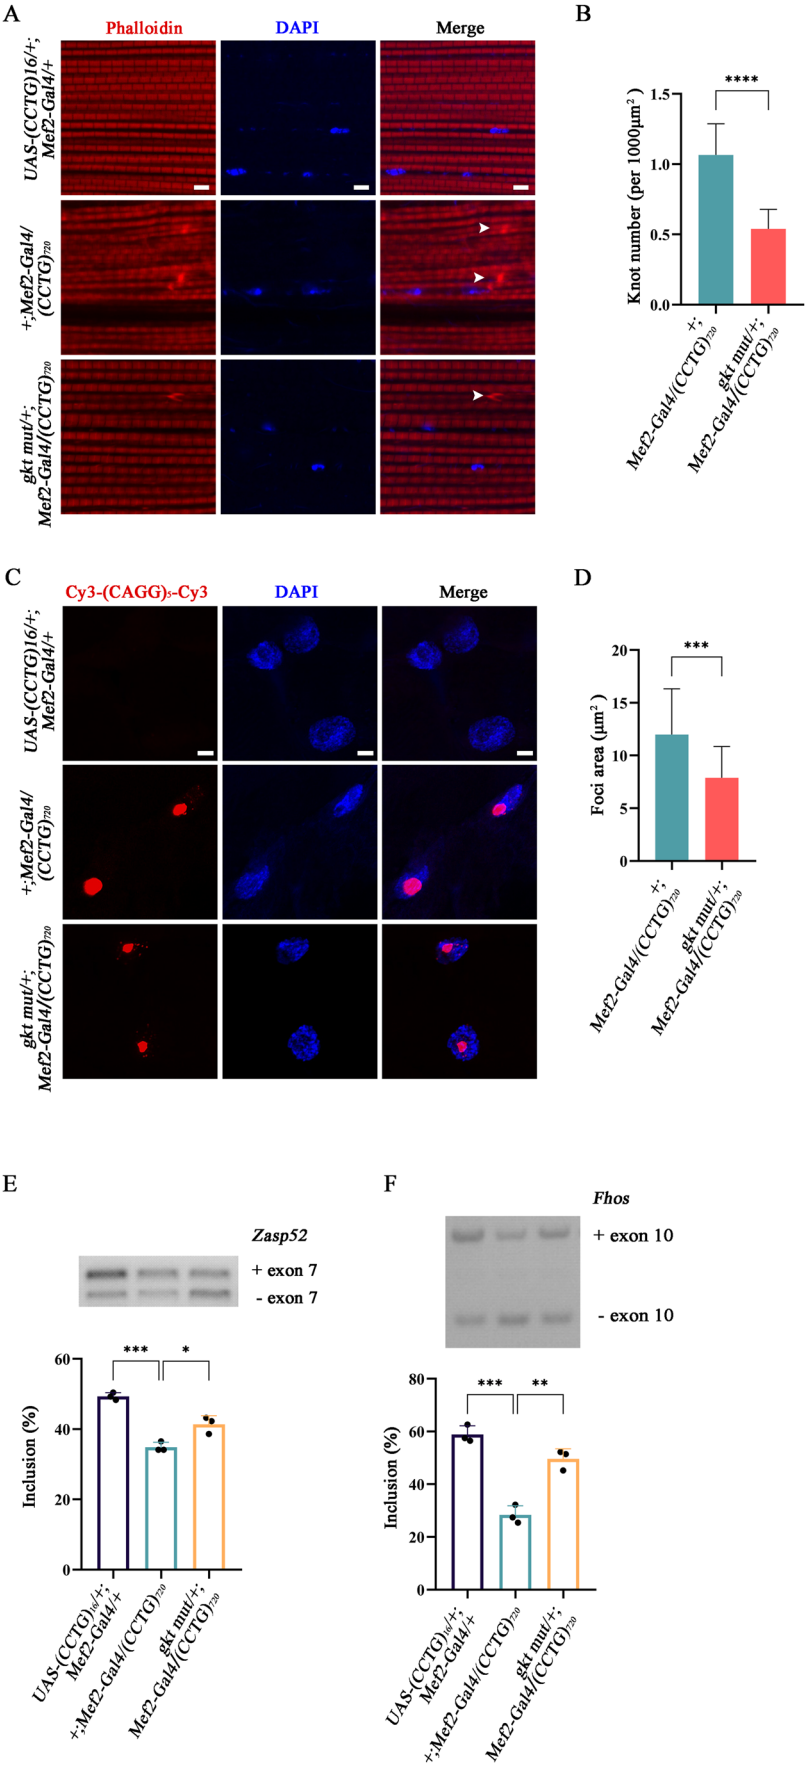 A
Phalloidin DAPI Merge
UAS-(CCTG)16/+;
Mef2-Gal4/+
+;Mef2-Gal4/
(CCTG)720
gkt mut/+;
Mef2-Gal4/(CCTG)720
B
****
Knot number (per 1000μm² )
1.5
1.0
0.5
0.0
+;
Mef2-Gal4/(CCTG)720
gkt mut/+;
Mef2-Gal4/(CCTG)720
C
Cy3-(CAGG)5-Cy3 DAPI Merge
UAS-(CCTG)16/+;
Mef2-Gal4/+
+;Mef2-Gal4/
(CCTG)720
gkt mut/+;
Mef2-Gal4/(CCTG)720
D
***
Foci area (μm² )
20
15
10
5
0
+;
Mef2-Gal4/(CCTG)720
gkt mut/+;
Mef2-Gal4/(CCTG)720
E
Zasp52
+ exon 7
- exon 7
*** *
Inclusion (%)
60
40
20
0
UAS-(CCTG)16/+;
Mef2-Gal4/+
+;Mef2-Gal4/(CCTG)720
gkt mut/+;
Mef2-Gal4/(CCTG)720
F
Fhos
+ exon 10
- exon 10
*** **
Inclusion (%)
80
60
40
20
0
UAS-(CCTG)16/+;
Mef2-Gal4/+
+;Mef2-Gal4/(CCTG)720
gkt mut/+;
Mef2-Gal4/(CCTG)720